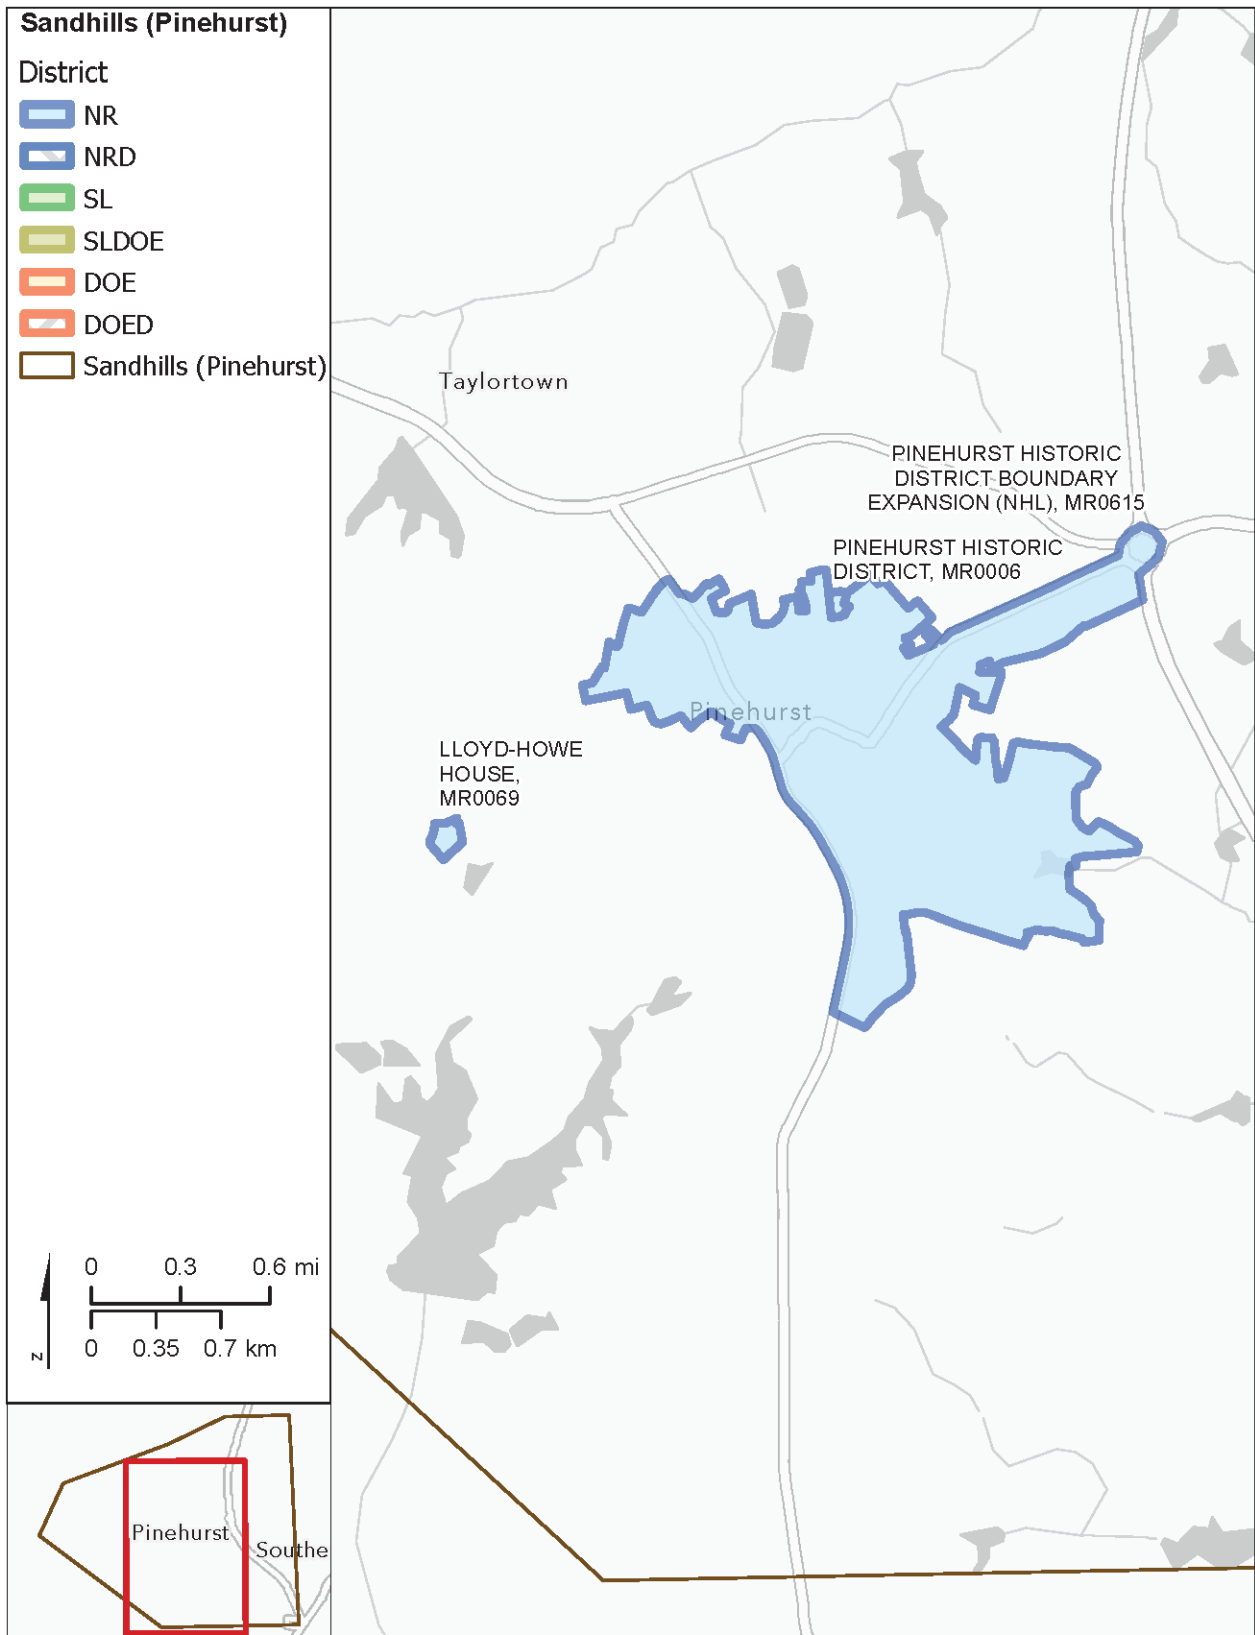 Sandhills (Pinehurst)
District
NR
NRD
SL
SLDOE
DOE
DOED
Sandhills (Pinehurst)
Taylortown
PINEHURST HISTORIC
DISTRICT BOUNDARY
EXPANSION (NHL), MR0615
PINEHURST HISTORIC
DISTRICT, MR0006
Pinehurst
LLOYD-HOWE
HOUSE,
MR0069
0 0.3 0.6 mi
0 0.35 0.7 km
N
Pinehurst
Southe